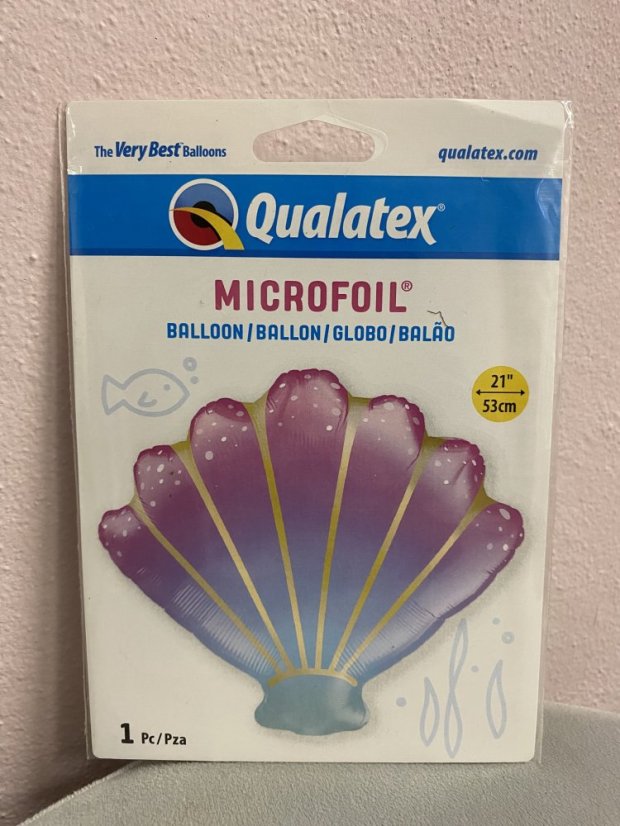 The Very Best Balloons
qualatex.com
Qualatex®
MICROFOIL®
BALLOON/BALLON/GLOBO/BALÃO
21"
53cm
1 Pc/Pza